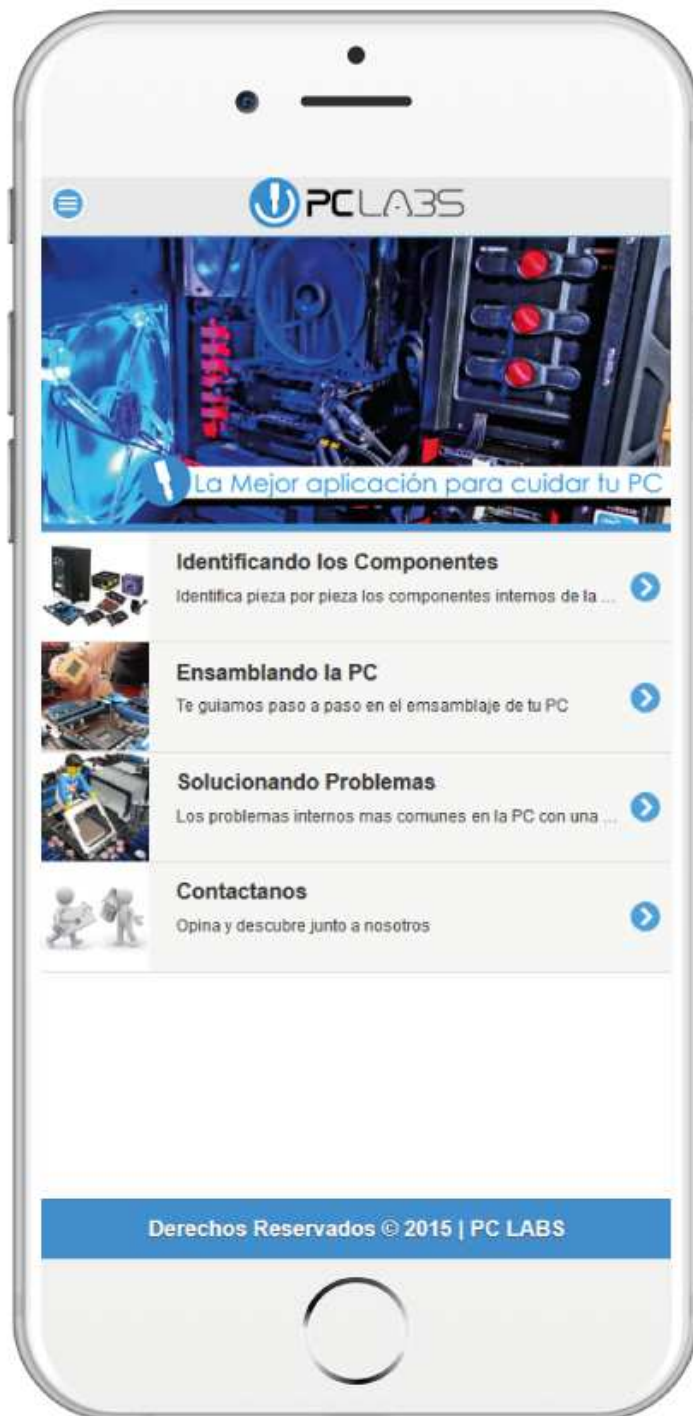 PC LABS
La Mejor aplicación para cuidar tu PC
Identificando los Componentes
Identifica pieza por pieza los componentes internos de la ...
Ensamblando la PC
Te guiamos paso a paso en el emsamblaje de tu PC
Solucionando Problemas
Los problemas internos mas comunes en la PC con una ...
Contactanos
Opina y descubre junto a nosotros
Derechos Reservados © 2015 | PC LABS